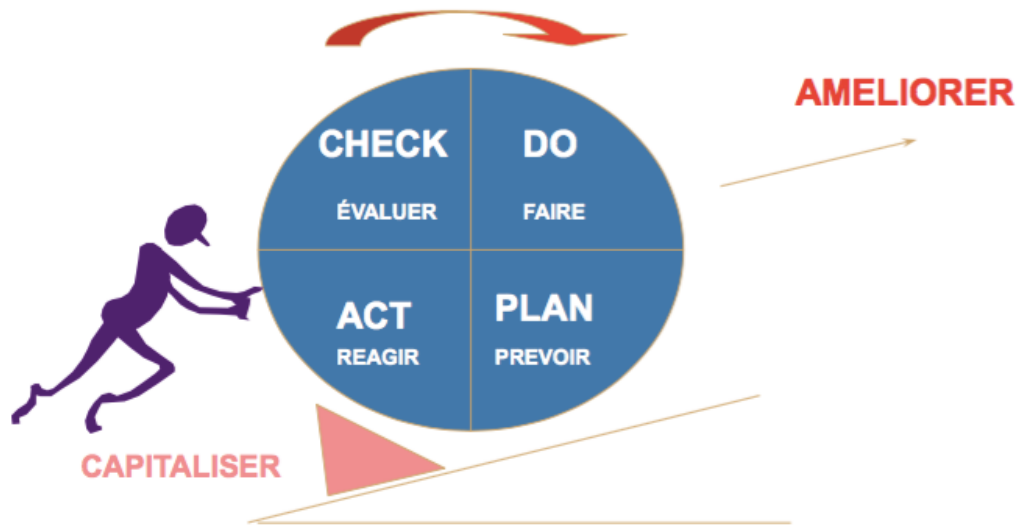 AMELIORER
CHECK
DO
ÉVALUER
FAIRE
ACT
PLAN
REAGIR
PREVOIR
CAPITALISER